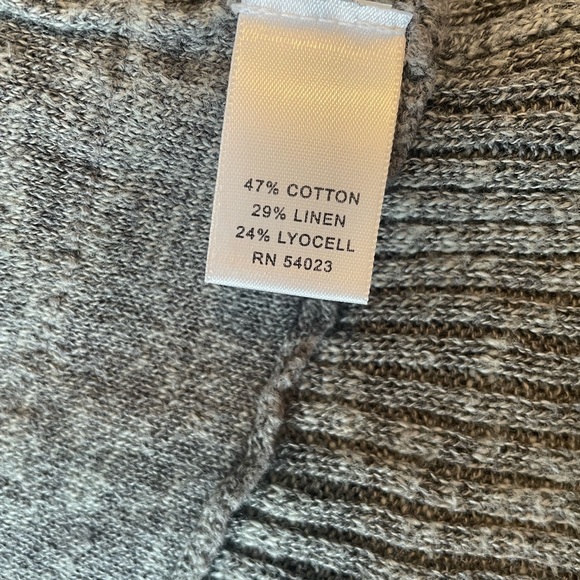 47% COTTON
29% LINEN
24% LYOCELL
RN 54023